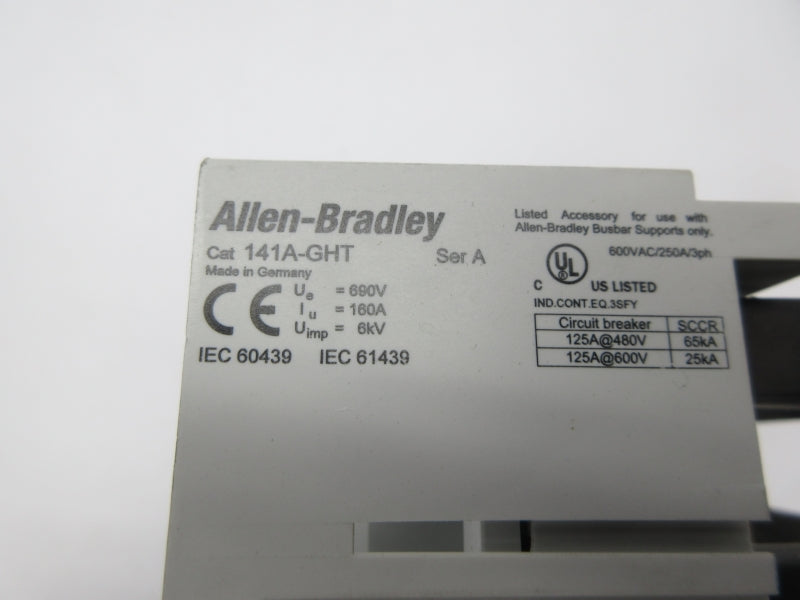 Allen-Bradley
Cat 141A-GHT Ser A
Made in Germany
CE
Ue = 690V
Iu = 160A
Uimp = 6kV
IEC 60439 IEC 61439
Listed Accessory for use with
Allen-Bradley Busbar Supports only.
600VAC/250A/3ph
UL
C US LISTED
IND.CONT.EQ.3SFY
Circuit breaker SCCR
125A@480V 65kA
125A@600V 25kA